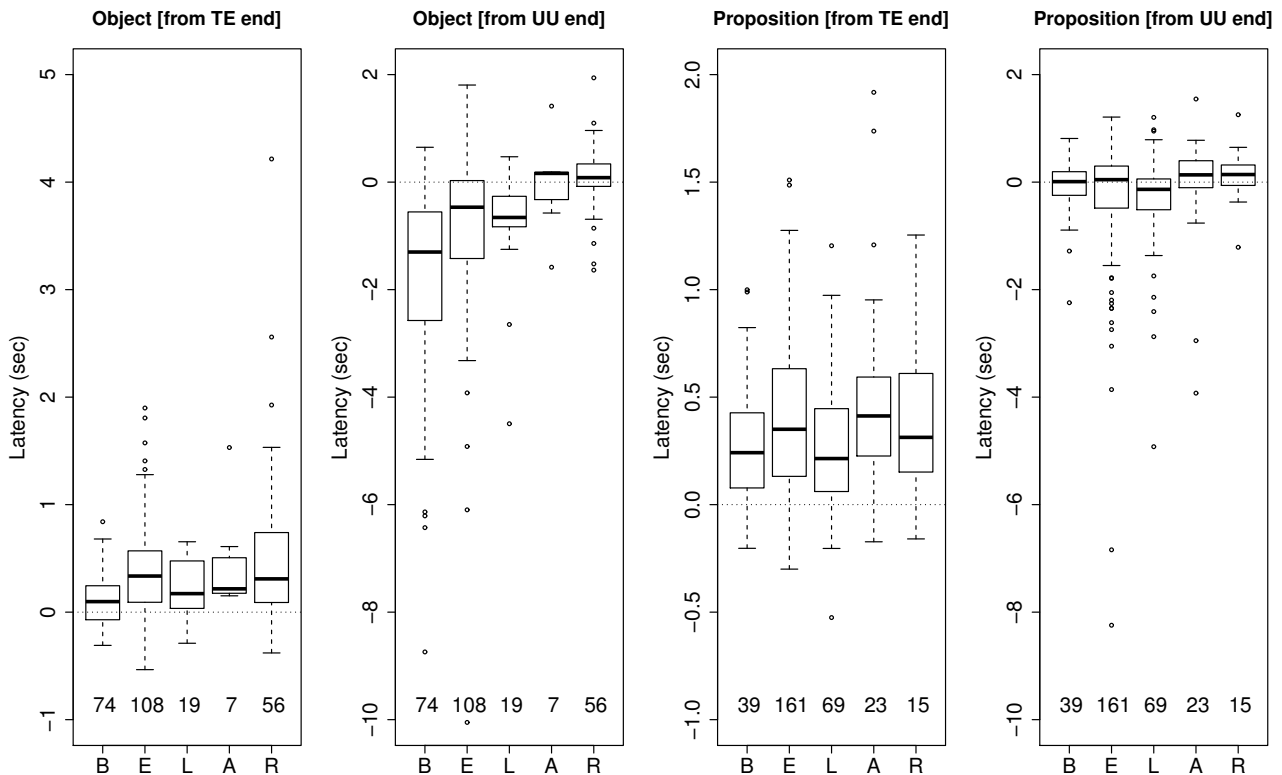 Object [from TE end]
Latency (sec)
5
4
3
2
1
0
−1
74 108 19 7 56
B E L A R
Object [from UU end]
Latency (sec)
2
0
−2
−4
−6
−8
−10
74 108 19 7 56
B E L A R
Proposition [from TE end]
Latency (sec)
2.0
1.5
1.0
0.5
0.0
−0.5
−1.0
39 161 69 23 15
B E L A R
Proposition [from UU end]
Latency (sec)
2
0
−2
−4
−6
−8
−10
39 161 69 23 15
B E L A R